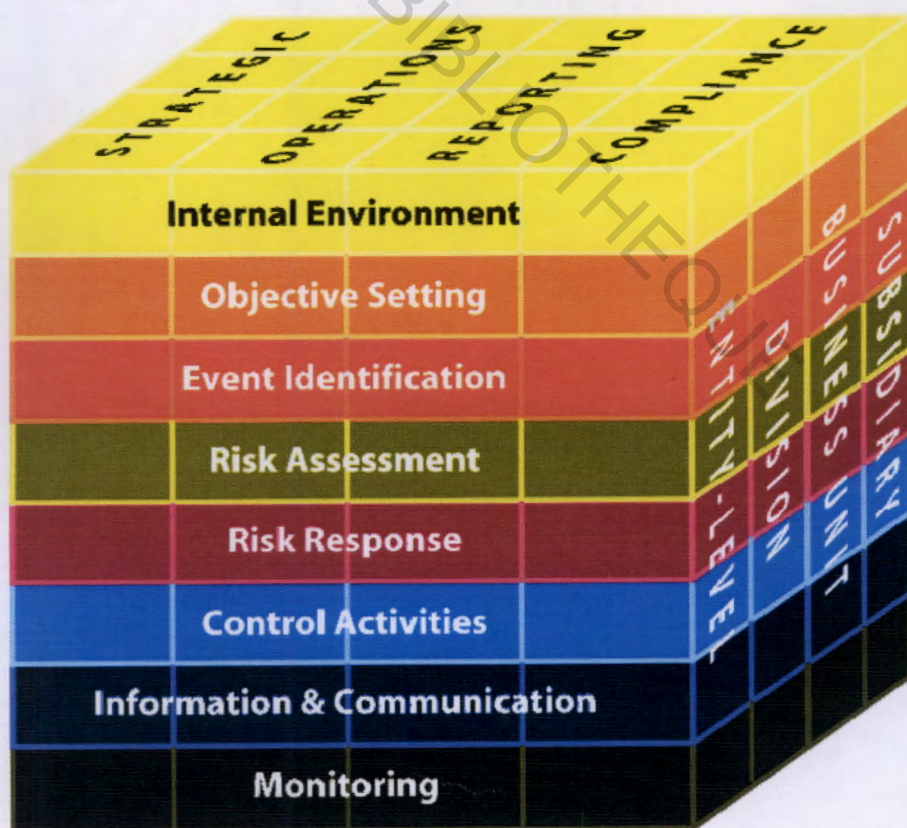 BIBLIOTHEQUE
STRATEGIC
OPERATIONS
REPORTING
COMPLIANCE
Internal Environment
Objective Setting
Event Identification
Risk Assessment
Risk Response
Control Activities
Information & Communication
Monitoring
ENTITY-LEVEL
DIVISION
BUSINESS UNIT
SUBSIDIARY